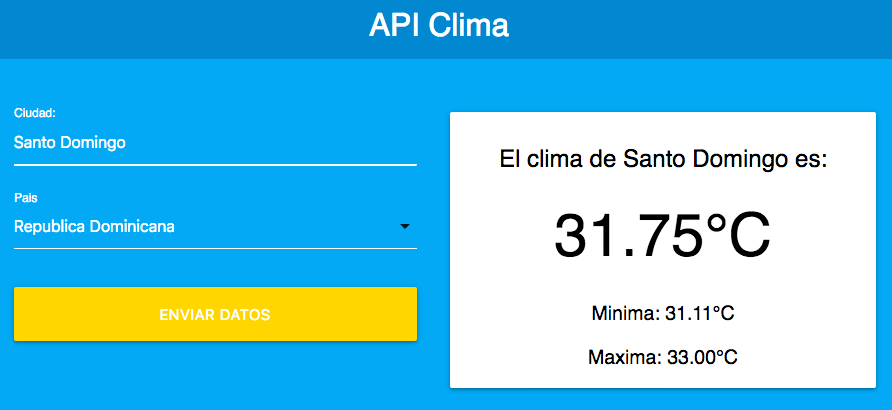 API Clima
Ciudad:
Santo Domingo
Pais
Republica Dominicana
ENVIAR DATOS
El clima de Santo Domingo es:
31.75°C
Minima: 31.11°C
Maxima: 33.00°C